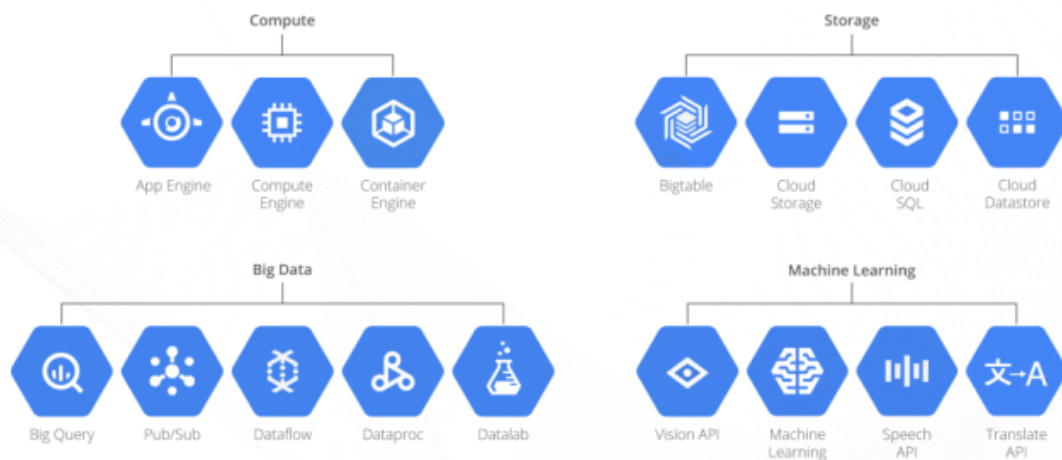 Compute
App Engine
Compute
Engine
Container
Engine
Storage
Bigtable
Cloud
Storage
Cloud
SQL
Cloud
Datastore
Big Data
Big Query
Pub/Sub
Dataflow
Dataproc
Datalab
Machine Learning
Vision API
Machine
Learning
Speech
API
文→A
Translate
API